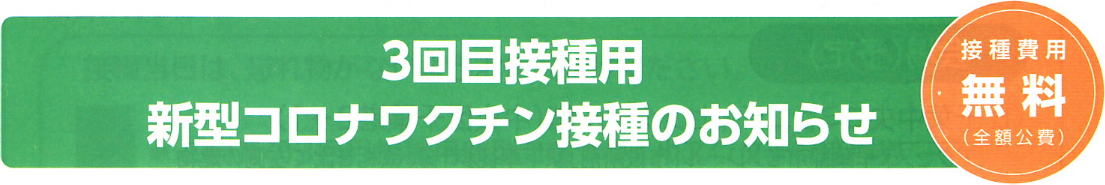 3回目接種用
新型コロナワクチン接種のお知らせ
接種費用
無料
(全額公費)